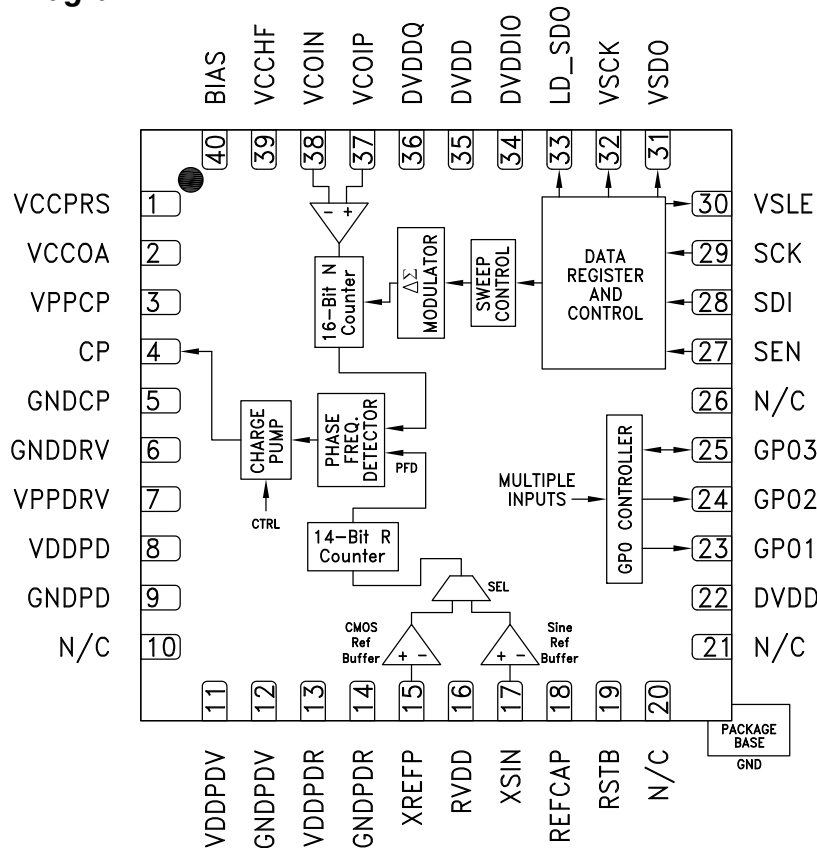 BIAS
VCCHF
VCOIN
VCOIP
DVDDQ
DVDD
DVDDIO
LD_SDO
VSCK
VSDO
40
39
38
37
36
35
34
33
32
31
VCCPRS 1
VCCOA 2
VPPCP 3
CP 4
GNDCP 5
GNDDRV 6
VPPDRV 7
VDDPD 8
GNDPD 9
N/C 10
- +
16-Bit N
Counter
ΔΣ
MODULATOR
SWEEP
CONTROL
DATA
REGISTER
AND
CONTROL
30 VSLE
29 SCK
28 SDI
27 SEN
26 N/C
25 GPO3
24 GPO2
23 GPO1
22 DVDD
21 N/C
CHARGE
PUMP
CTRL
PHASE
FREQ.
DETECTOR
PFD
MULTIPLE
INPUTS
GPO CONTROLLER
14-Bit R
Counter
SEL
CMOS
Ref
Buffer
+ -
Sine
Ref
Buffer
+ -
11
12
13
14
15
16
17
18
19
20
VDDPDV
GNDPDV
VDDPDR
GNDPDR
XREFP
RVDD
XSIN
REFCAP
RSTB
N/C
PACKAGE
BASE
GND